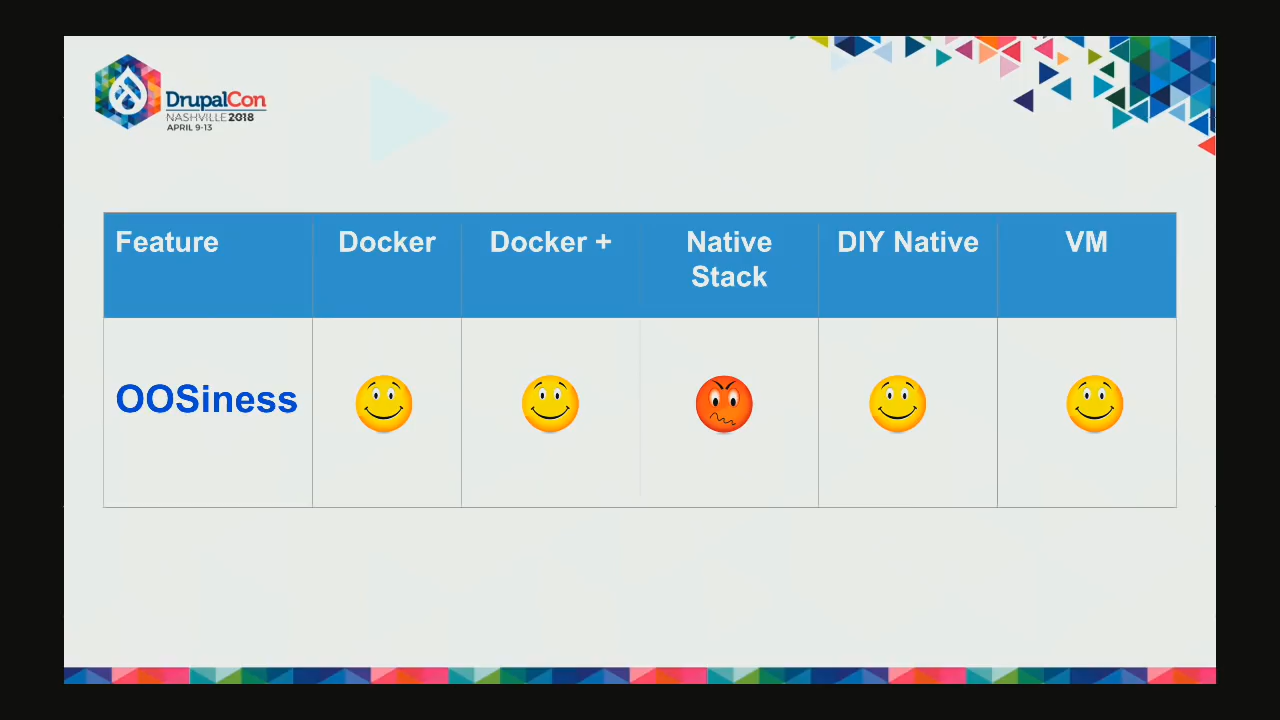 DrupalCon
NASHVILLE 2018
APRIL 9-13
Feature
Docker
Docker +
Native
Stack
DIY Native
VM
OOSiness